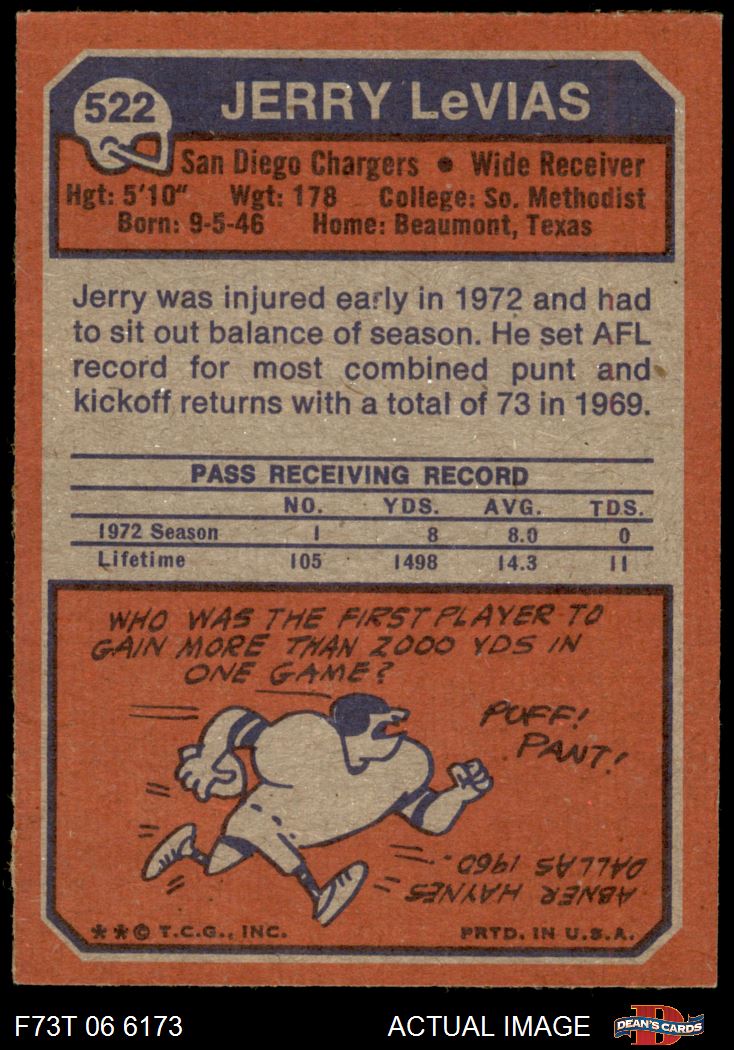 522
JERRY LeVIAS
San Diego Chargers • Wide Receiver
Hgt: 5'10" Wgt: 178 College: So. Methodist
Born: 9-5-46 Home: Beaumont, Texas
Jerry was injured early in 1972 and had
to sit out balance of season. He set AFL
record for most combined punt and
kickoff returns with a total of 73 in 1969.
PASS RECEIVING RECORD
NO. YDS. AVG. TDS.
1972 Season 1 8 8.0 0
Lifetime 105 1498 14.3 11
WHO WAS THE FIRST PLAYER TO
GAIN MORE THAN 2000 YDS IN
ONE GAME?
PUFF!
PANT!
ABNER HAYNES
DALLAS 1960
**© T.C.G., INC. PRTD. IN U.S.A.
F73T 06 6173 ACTUAL IMAGE
D
DEAN'S CARDS